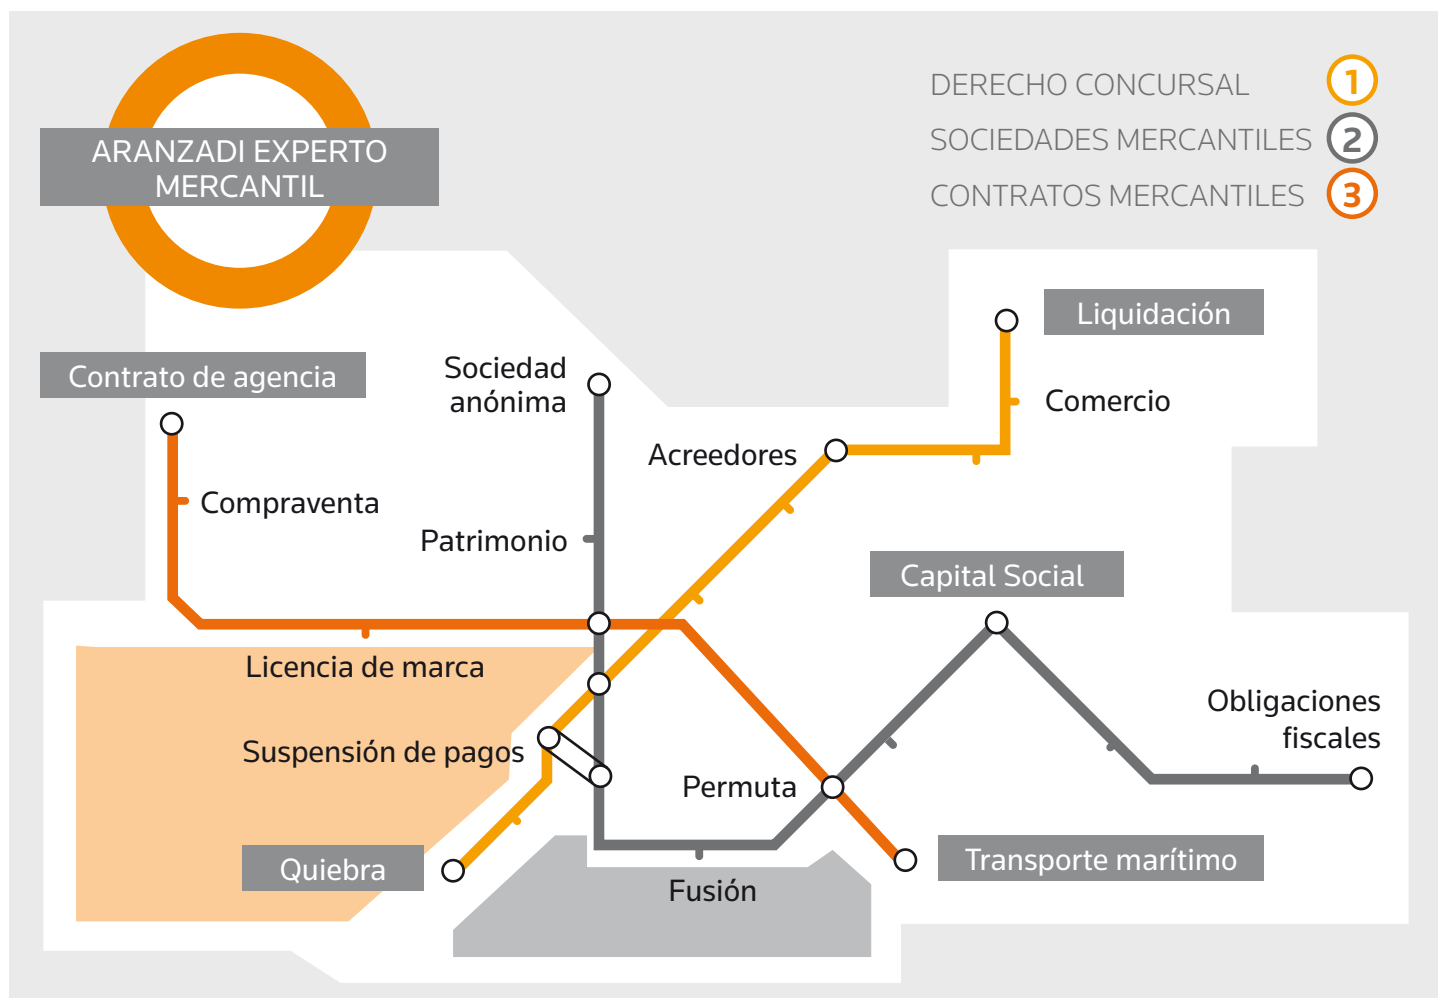 ARANZADI EXPERTO
MERCANTIL
DERECHO CONCURSAL 1
SOCIEDADES MERCANTILES 2
CONTRATOS MERCANTILES 3
Liquidación
Contrato de agencia
Sociedad
anónima
Comercio
Acreedores
Compraventa
Patrimonio
Capital Social
Licencia de marca
Obligaciones
fiscales
Suspensión de pagos
Permuta
Quiebra
Transporte marítimo
Fusión